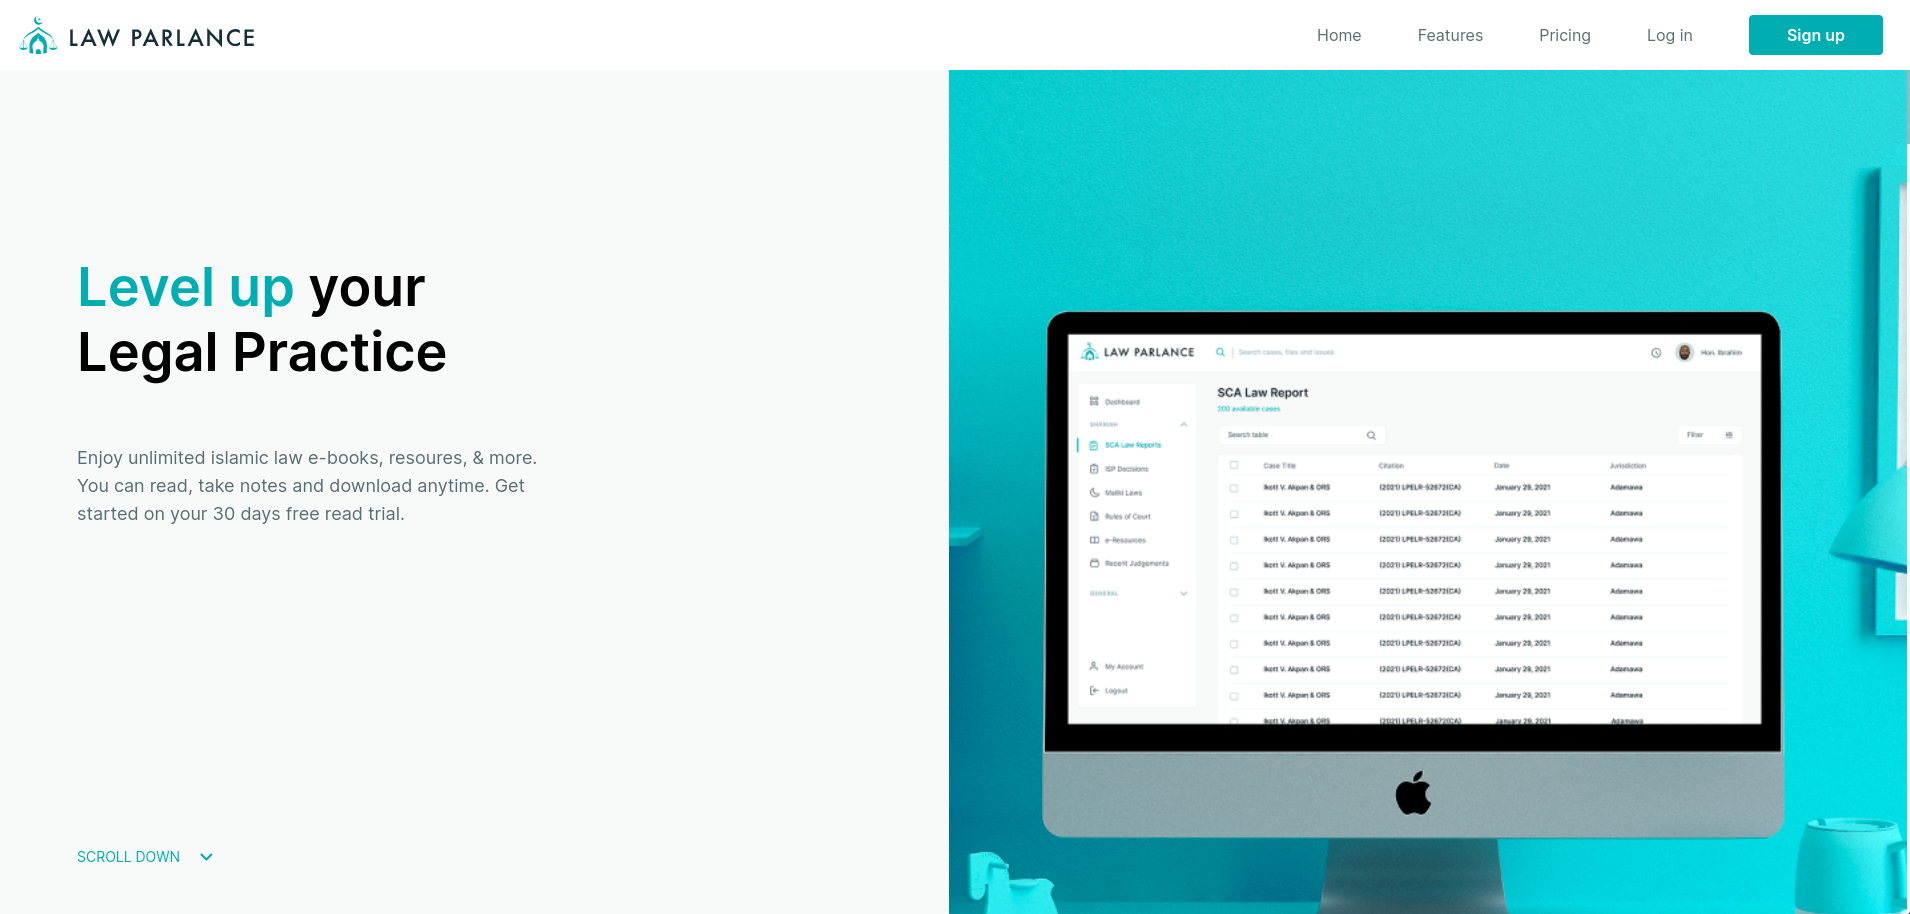 LAW PARLANCE
Home
Features
Pricing
Log in
Sign up
Level up your
Legal Practice
Enjoy unlimited islamic law e-books, resoures, & more.
You can read, take notes and download anytime. Get
started on your 30 days free read trial.
SCROLL DOWN
LAW PARLANCE
Search cases, files and issues
Hon. Ibrahim
Dashboard
SHARIAH
SCA Law Reports
ISP Decisions
Maliki Laws
Rules of Court
e-Resources
Recent Judgements
GENERAL
My Account
Logout
SCA Law Report
200 available cases
Search table
Filter
Case Title Citation Date Jurisdiction
Ikott V. Akpan & ORS (2021) LPELR-52672(CA) January 29, 2021 Adamawa
Ikott V. Akpan & ORS (2021) LPELR-52672(CA) January 29, 2021 Adamawa
Ikott V. Akpan & ORS (2021) LPELR-52672(CA) January 29, 2021 Adamawa
Ikott V. Akpan & ORS (2021) LPELR-52672(CA) January 29, 2021 Adamawa
Ikott V. Akpan & ORS (2021) LPELR-52672(CA) January 29, 2021 Adamawa
Ikott V. Akpan & ORS (2021) LPELR-52672(CA) January 29, 2021 Adamawa
Ikott V. Akpan & ORS (2021) LPELR-52672(CA) January 29, 2021 Adamawa
Ikott V. Akpan & ORS (2021) LPELR-52672(CA) January 29, 2021 Adamawa
Ikott V. Akpan & ORS (2021) LPELR-52672(CA) January 29, 2021 Adamawa
Ikott V. Akpan & ORS (2021) LPELR-52672(CA) January 29, 2021 Adamawa